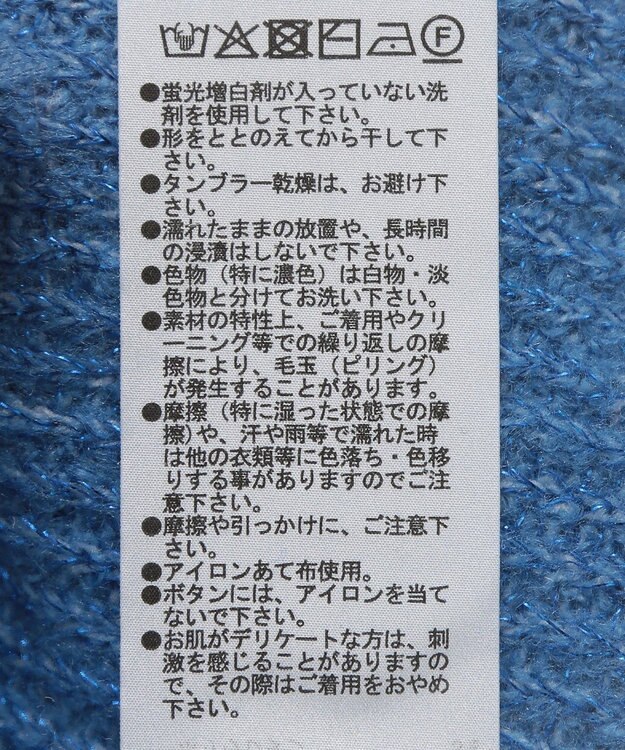 F
●蛍光増白剤が入っていない洗
剤を使用して下さい。
●形をととのえてから干して下
さい。
●タンブラー乾燥は、お避け下
さい。
●濡れたままの放置や、長時間
の浸漬はしないで下さい。
●色物（特に濃色）は白物・淡
色物と分けてお洗い下さい。
●素材の特性上、ご着用やクリ
ーニング等での繰り返しの摩
擦により、毛玉（ピリング）
が発生することがあります。
●摩擦（特に湿った状態での摩
擦)や、汗や雨等で濡れた時
は他の衣類等に色落ち・色移
りする事がありますのでご注
意下さい。
●摩擦や引っかけに、ご注意下
さい。
●アイロンあて布使用。
●ボタンには、アイロンを当て
ないで下さい。
●お肌がデリケートな方は、刺
激を感じることがありますの
で、その際はご着用をおやめ
下さい。